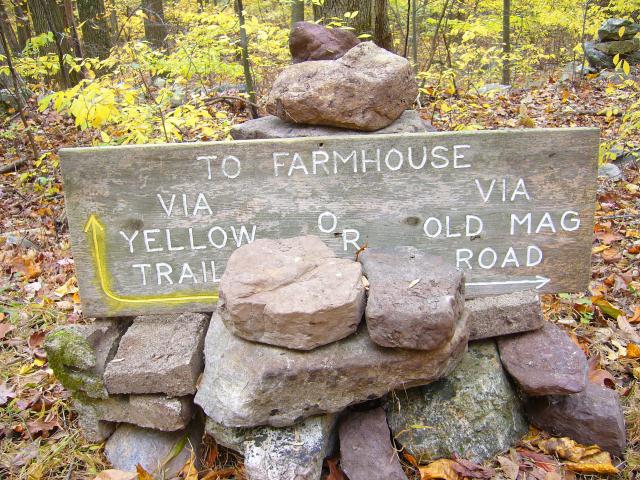 TO FARMHOUSE
VIA
YELLOW
TRAIL
OR
VIA
OLD MAG
ROAD